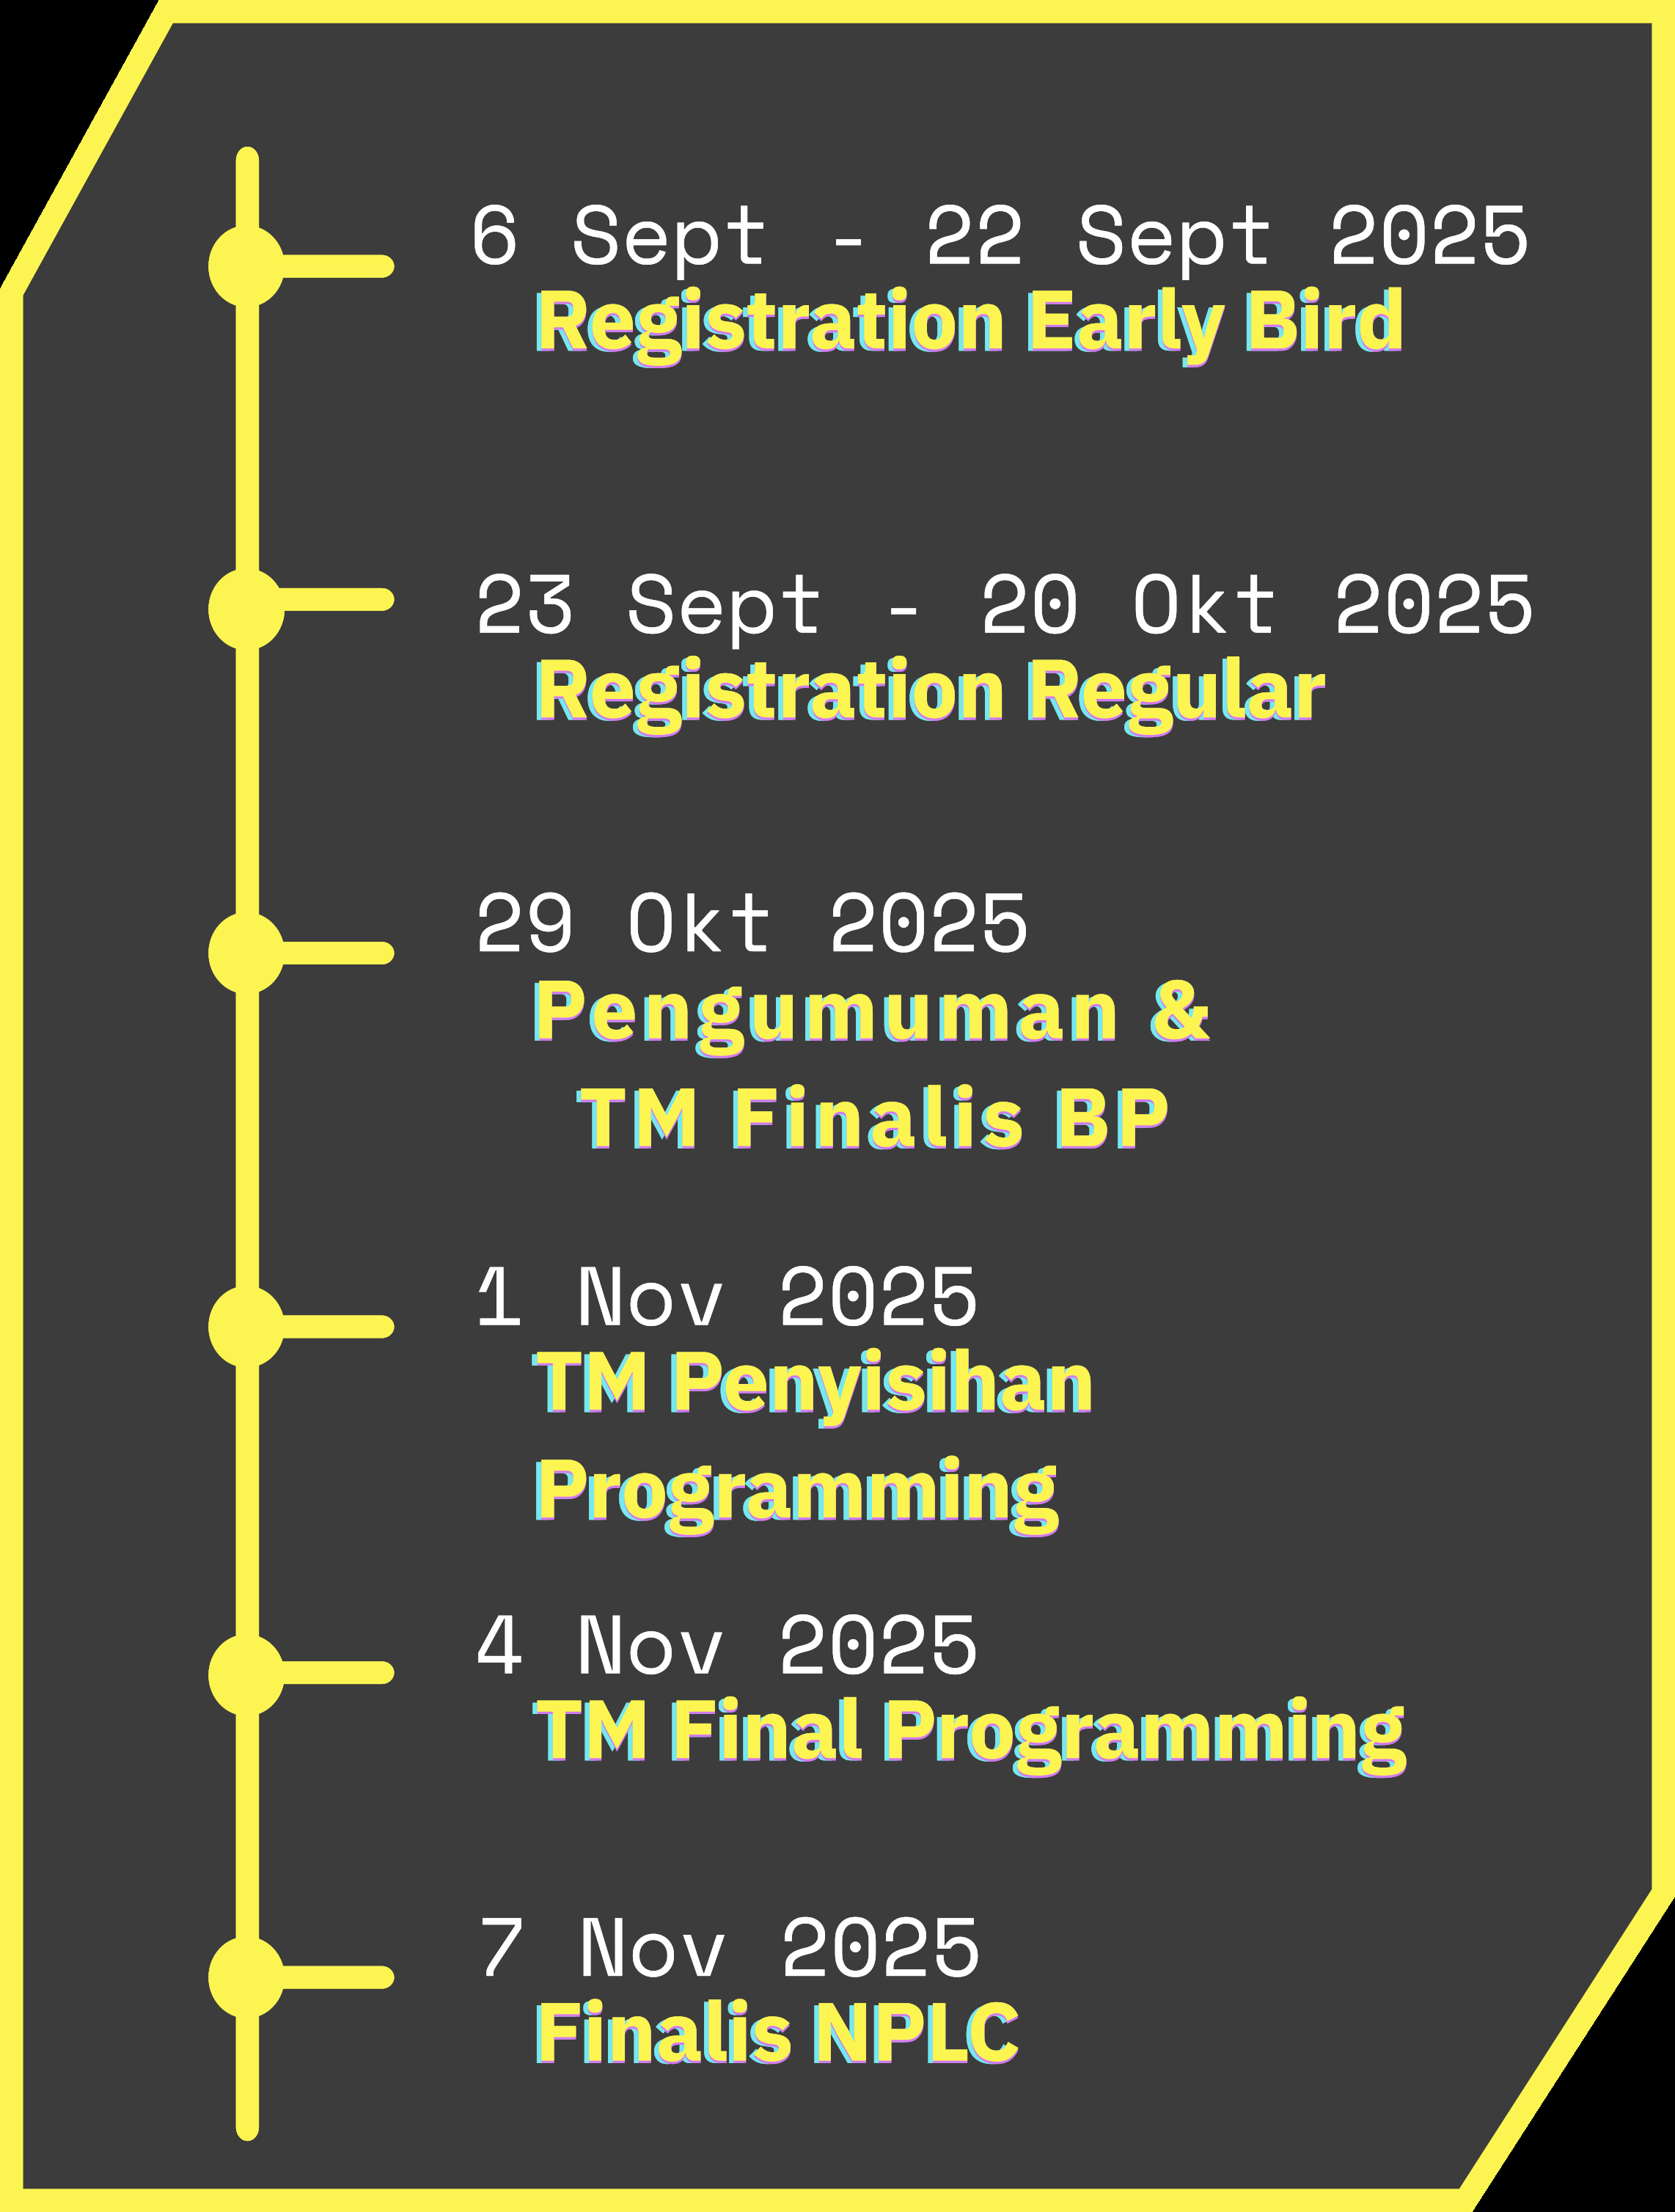 6 Sept - 22 Sept 2025
Registration Early Bird
23 Sept - 20 Okt 2025
Registration Regular
29 Okt 2025
Pengumuman &
TM Finalis BP
1 Nov 2025
TM Penyisihan
Programming
4 Nov 2025
TM Final Programming
7 Nov 2025
Finalis NPLC